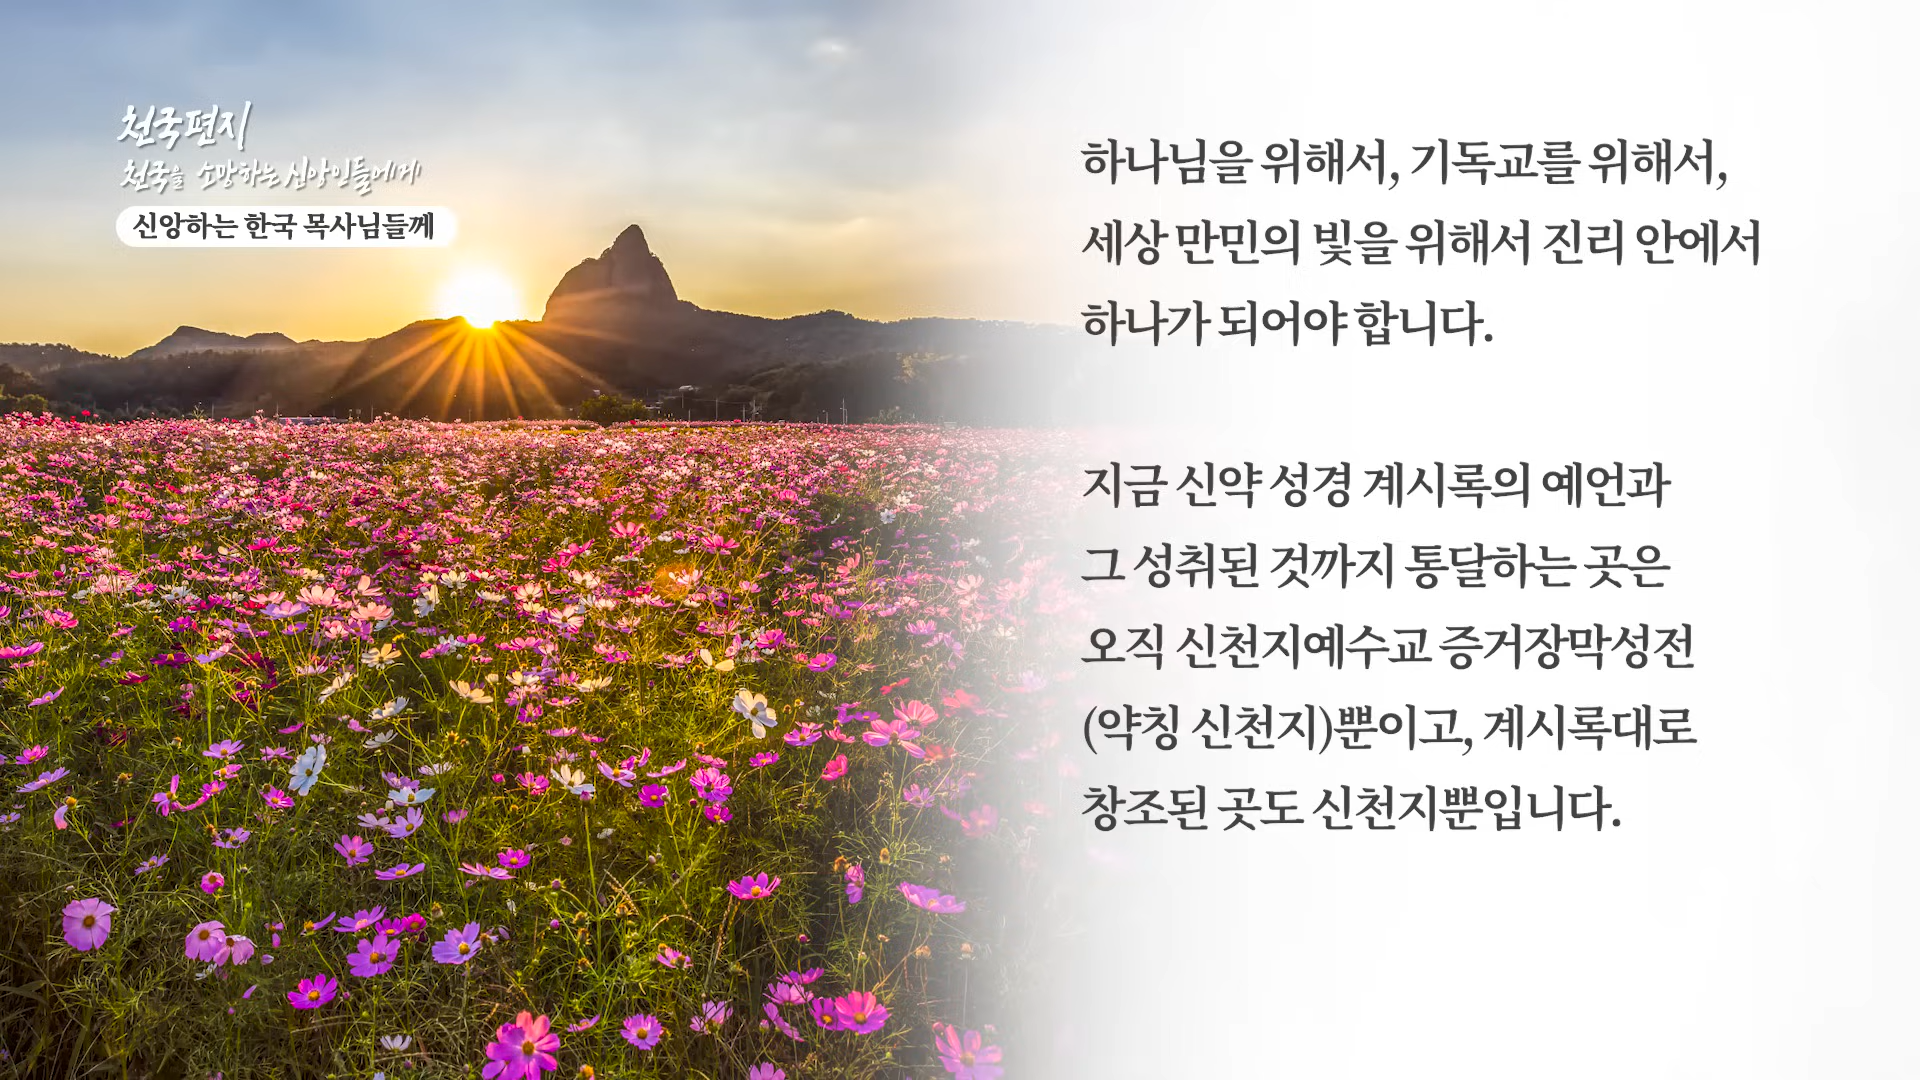 천국편지
천국을 소망하는 신앙인들에게
신앙하는 한국 목사님들께
하나님을 위해서, 기독교를 위해서,
세상 만민의 빛을 위해서 진리 안에서
하나가 되어야 합니다.
지금 신약 성경 계시록의 예언과
그 성취된 것까지 통달하는 곳은
오직 신천지예수교 증거장막성전
(약칭 신천지)뿐이고, 계시록대로
창조된 곳도 신천지뿐입니다.